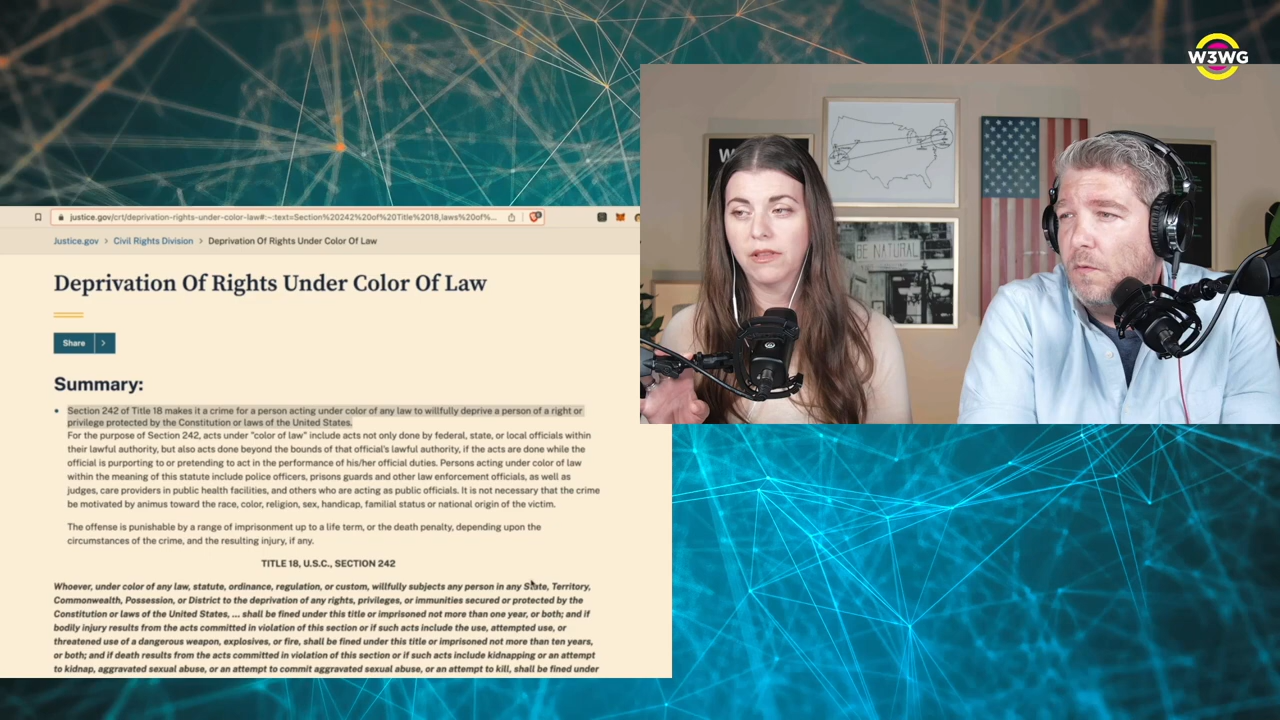 W3WG
justice.gov/crt/deprivation-rights-under-color-law#:~:text=Section%20242%20of%20Title%2018,laws%20of%...
Justice.gov > Civil Rights Division > Deprivation Of Rights Under Color Of Law
Deprivation Of Rights Under Color Of Law
Share >
Summary:
• Section 242 of Title 18 makes it a crime for a person acting under color of any law to willfully deprive a person of a right or
privilege protected by the Constitution or laws of the United States.
For the purpose of Section 242, acts under "color of law" include acts not only done by federal, state, or local officials within
their lawful authority, but also acts done beyond the bounds of that official's lawful authority, if the acts are done while the
official is purporting to or pretending to act in the performance of his/her official duties. Persons acting under color of law
within the meaning of this statute include police officers, prisons guards and other law enforcement officials, as well as
judges, care providers in public health facilities, and others who are acting as public officials. It is not necessary that the crime
be motivated by animus toward the race, color, religion, sex, handicap, familial status or national origin of the victim.
The offense is punishable by a range of imprisonment up to a life term, or the death penalty, depending upon the
circumstances of the crime, and the resulting injury, if any.
TITLE 18, U.S.C., SECTION 242
Whoever, under color of any law, statute, ordinance, regulation, or custom, willfully subjects any person in any State, Territory,
Commonwealth, Possession, or District to the deprivation of any rights, privileges, or immunities secured or protected by the
Constitution or laws of the United States, ... shall be fined under this title or imprisoned not more than one year, or both; and if
bodily injury results from the acts committed in violation of this section or if such acts include the use, attempted use, or
threatened use of a dangerous weapon, explosives, or fire, shall be fined under this title or imprisoned not more than ten years,
or both; and if death results from the acts committed in violation of this section or if such acts include kidnapping or an attempt
to kidnap, aggravated sexual abuse, or an attempt to commit aggravated sexual abuse, or an attempt to kill, shall be fined under
BE NATURAL